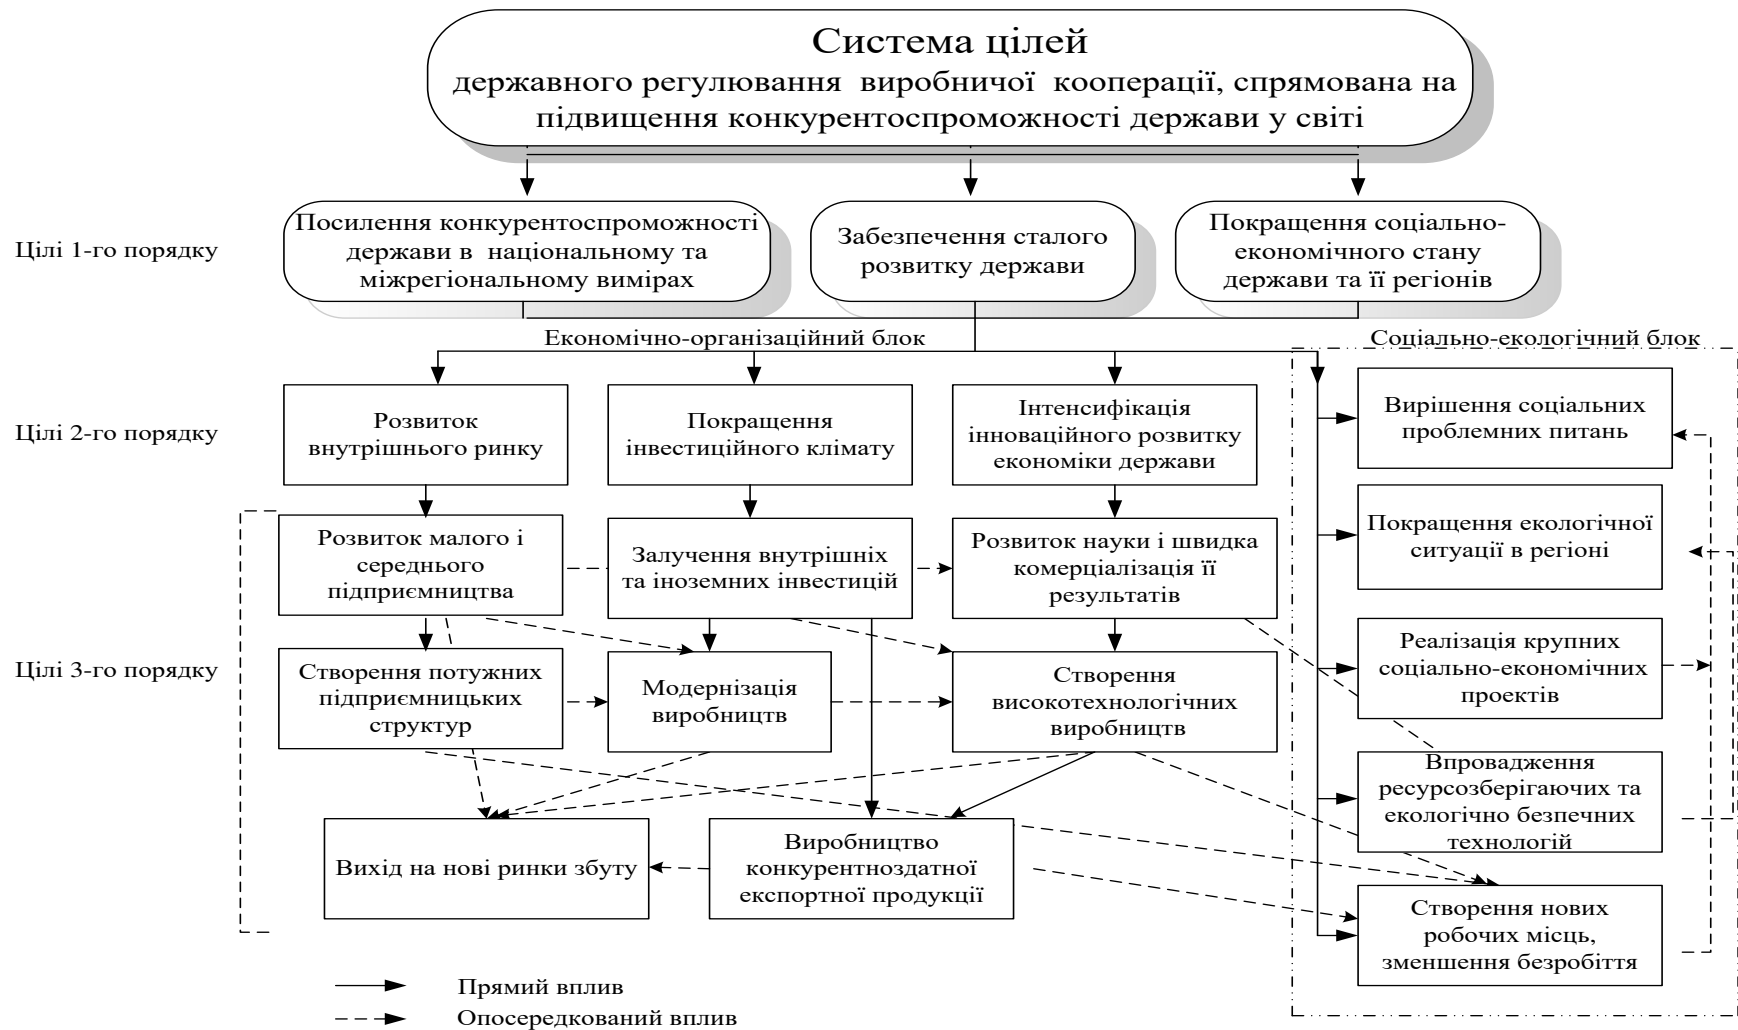 Система цілей
державного регулювання виробничої кооперації, спрямована на
підвищення конкурентоспроможності держави у світі
Цілі 1-го порядку
Посилення конкурентоспроможності
держави в національному та
міжрегіональному вимірах
Забезпечення сталого
розвитку держави
Покращення соціально-
економічного стану
держави та її регіонів
Економічно-організаційний блок
Соціально-екологічний блок
Цілі 2-го порядку
Розвиток
внутрішнього ринку
Покращення
інвестиційного клімату
Інтенсифікація
інноваційного розвитку
економіки держави
Вирішення соціальних
проблемних питань
Покращення екологічної
ситуації в регіоні
Цілі 3-го порядку
Розвиток малого і
середнього
підприємництва
Залучення внутрішніх
та іноземних інвестицій
Розвиток науки і швидка
комерціалізація її
результатів
Створення потужних
підприємницьких
структур
Модернізація
виробництв
Створення
високотехнологічних
виробництв
Реалізація крупних
соціально-економічних
проектів
Впровадження
ресурсозберігаючих та
екологічно безпечних
технологій
Вихід на нові ринки збуту
Виробництво
конкурентноздатної
експортної продукції
Створення нових
робочих місць,
зменшення безробіття
Прямий вплив
Опосередкований вплив